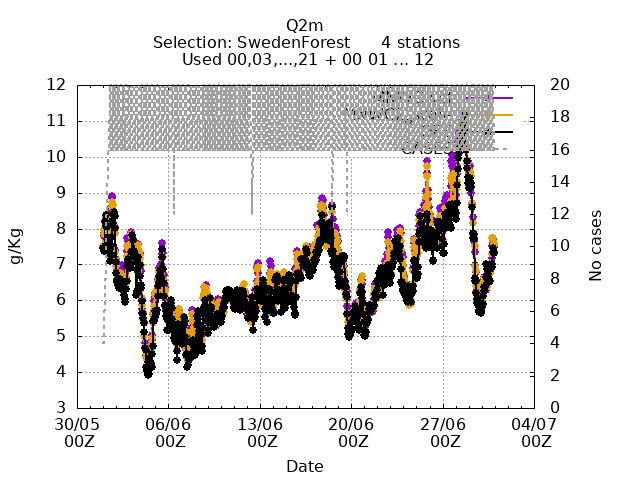 Q2m
Selection: SwedenForest 4 stations
Used 00,03,...,21 + 00 01 ... 12
12 20
11 18
10 16
CASES
9 14
8 12
10
7 8
6 6
5 4
4 2
3 0
g/Kg
No cases
30/05 06/06 13/06 20/06 27/06 04/07
00Z 00Z 00Z 00Z 00Z 00Z
Date